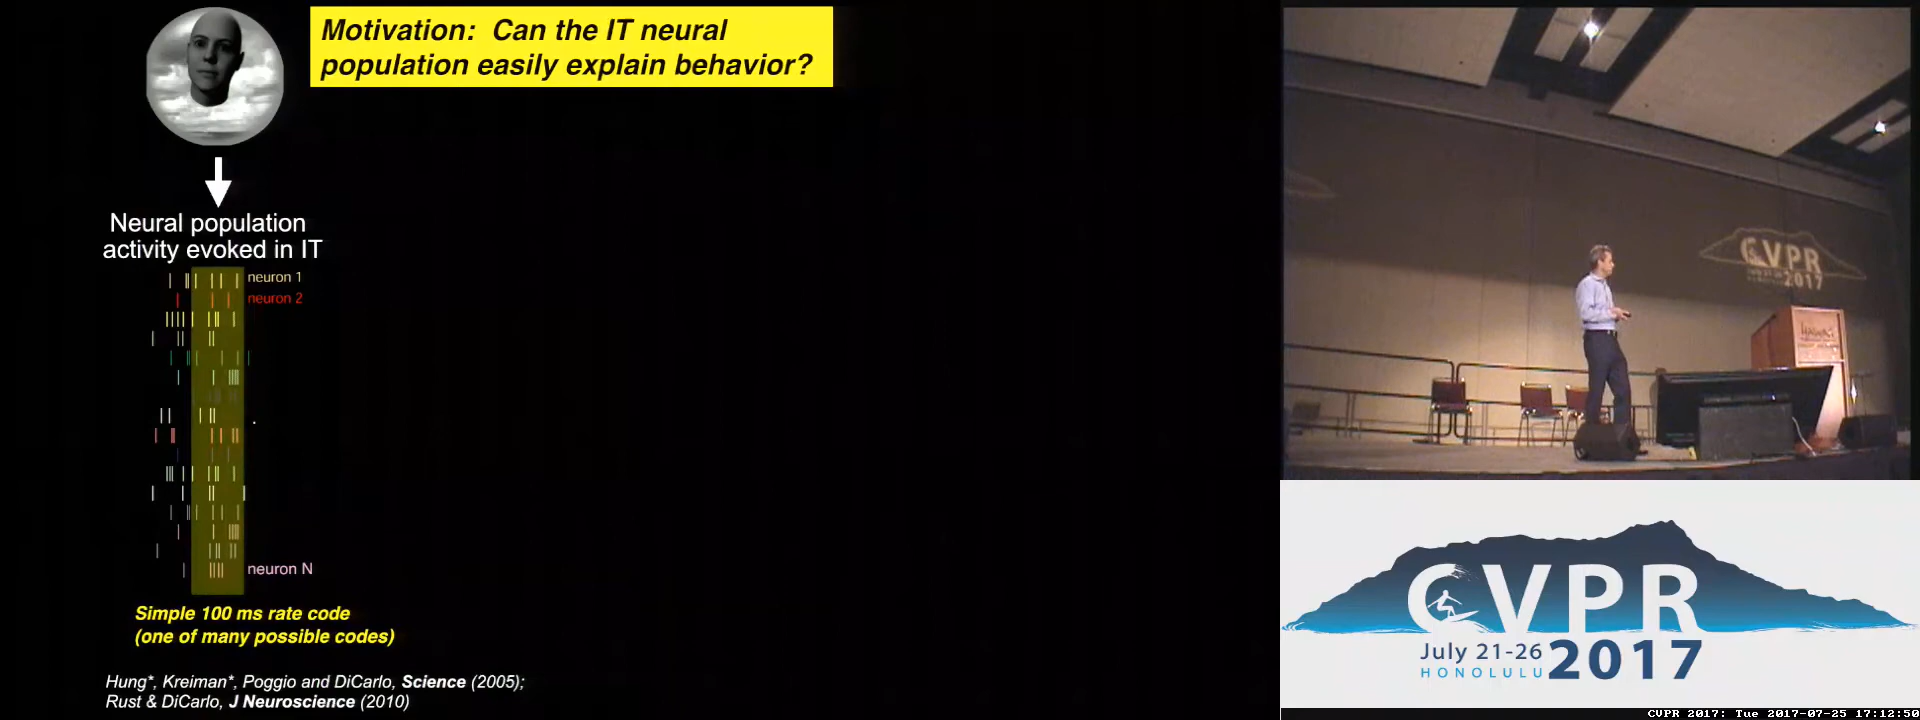 Motivation: Can the IT neural
population easily explain behavior?
Neural population
activity evoked in IT
neuron 1
neuron 2
neuron N
Simple 100 ms rate code
(one of many possible codes)
Hung*, Kreiman*, Poggio and DiCarlo, Science (2005);
Rust & DiCarlo, J Neuroscience (2010)
CVPR
2017
CVPR
July 21-26
HONOLULU
2017
CVPR 2017: Tue 2017-07-25 17:12:50